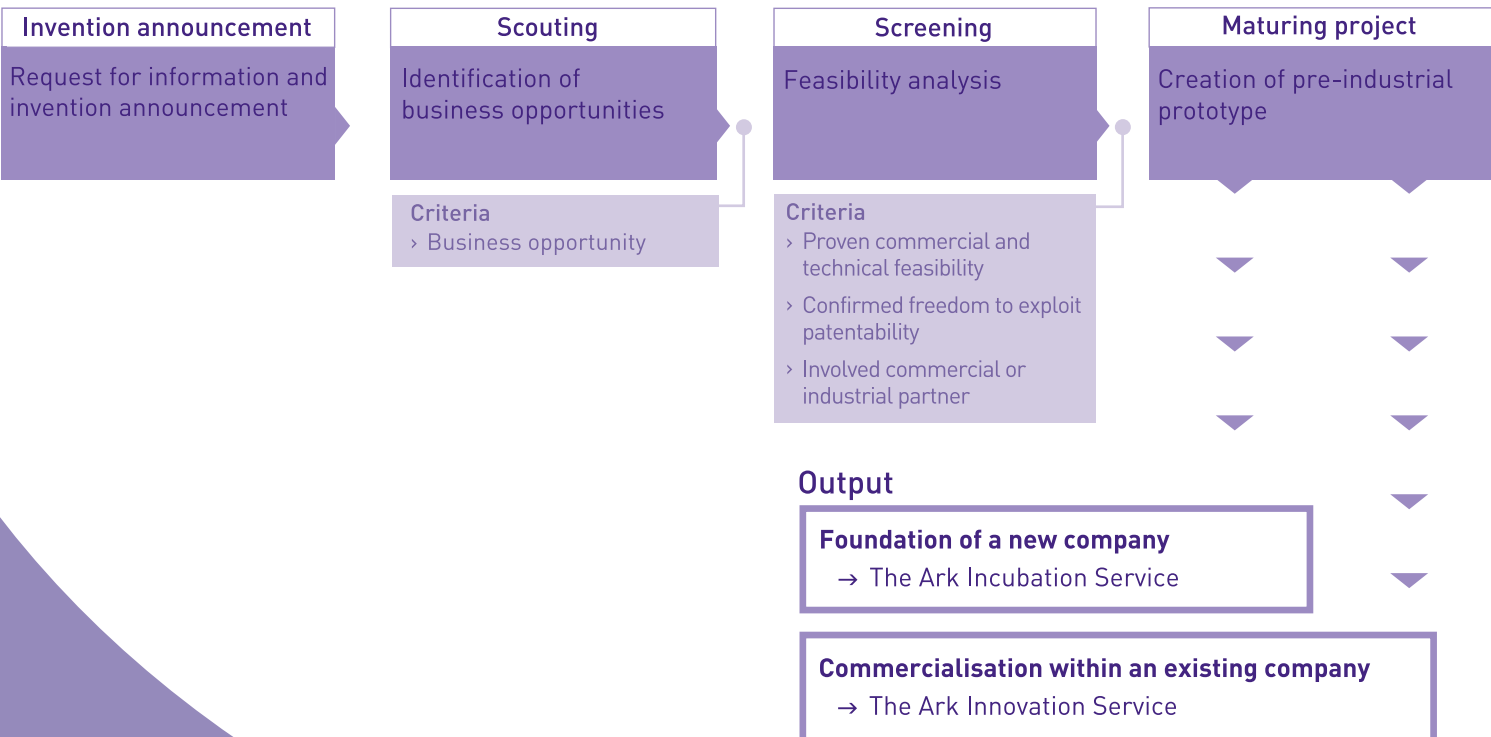 Invention announcement
Request for information and
invention announcement
Scouting
Identification of
business opportunities
Criteria
› Business opportunity
Screening
Feasibility analysis
Criteria
› Proven commercial and
technical feasibility
› Confirmed freedom to exploit
patentability
› Involved commercial or
industrial partner
Maturing project
Creation of pre-industrial
prototype
Output
Foundation of a new company
→ The Ark Incubation Service
Commercialisation within an existing company
→ The Ark Innovation Service